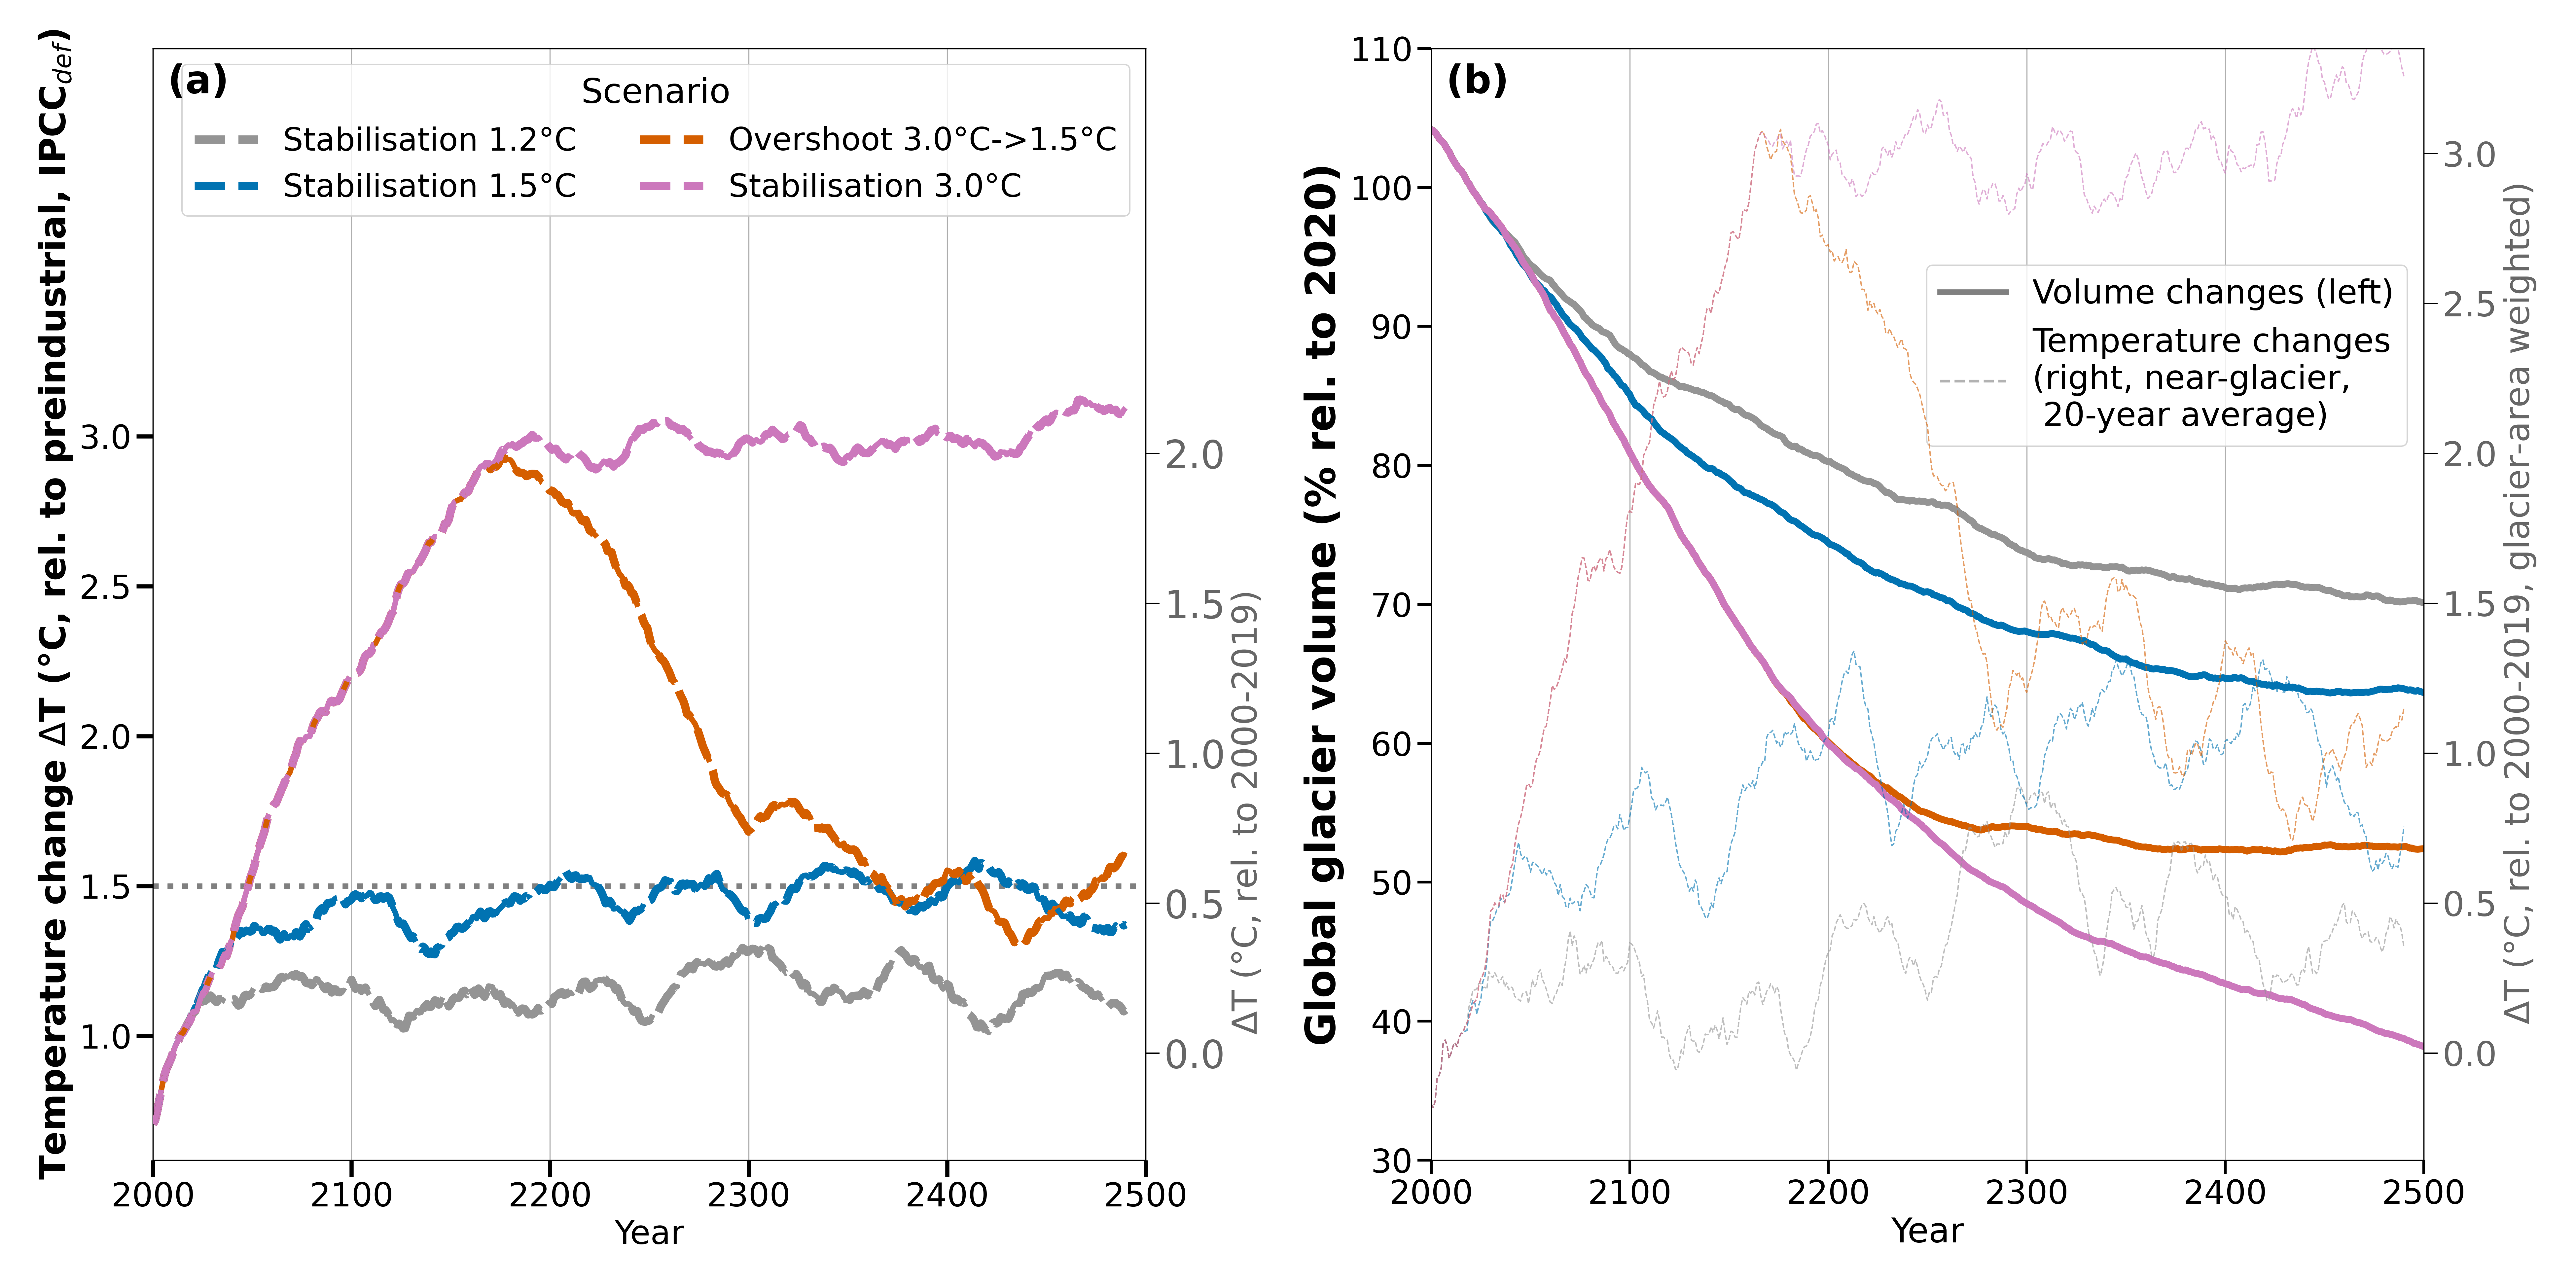 Temperature change ΔT (°C, rel. to preindustrial, IPCC_def)
(a)
Scenario
Stabilisation 1.2°C
Stabilisation 1.5°C
Overshoot 3.0°C->1.5°C
Stabilisation 3.0°C
3.0
2.5
2.0
1.5
1.0
2000 2100 2200 2300 2400 2500
Year
2.0
1.5
1.0
0.5
0.0
ΔT (°C, rel. to 2000-2019)
Global glacier volume (% rel. to 2020)
(b)
110
100
90
80
70
60
50
40
30
2000 2100 2200 2300 2400 2500
Year
Volume changes (left)
Temperature changes
(right, near-glacier,
20-year average)
3.0
2.5
2.0
1.5
1.0
0.5
0.0
ΔT (°C, rel. to 2000-2019, glacier-area weighted)